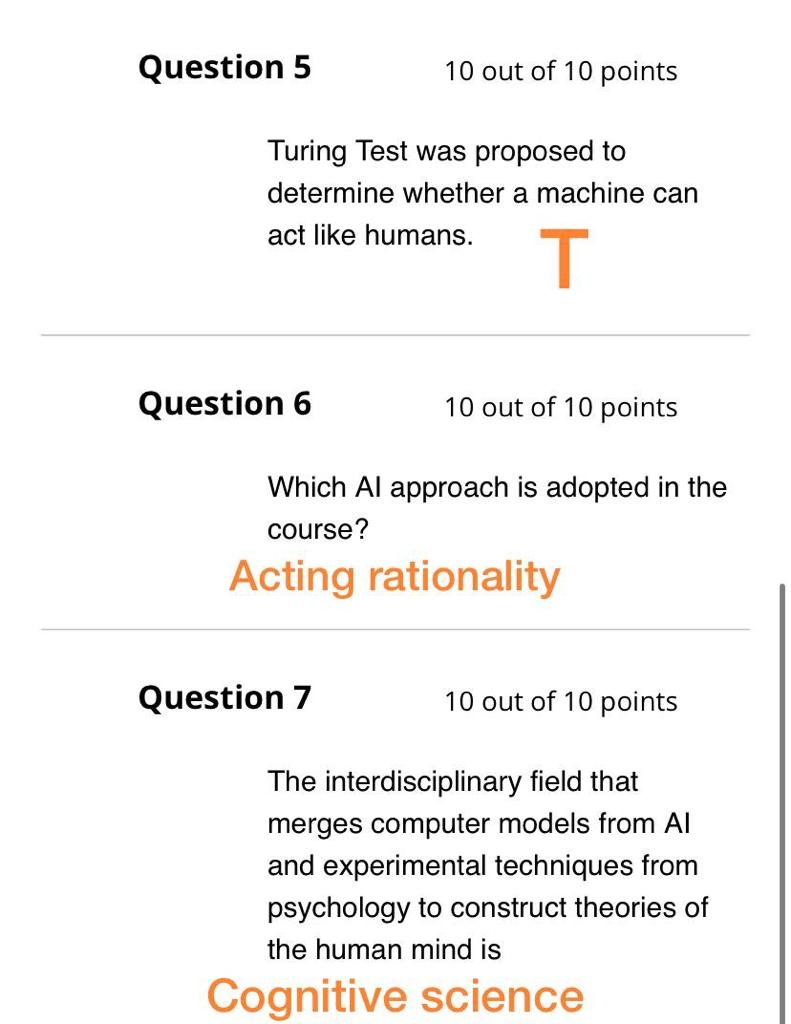 Question 5
10 out of 10 points
Turing Test was proposed to
determine whether a machine can
act like humans.
T
Question 6
10 out of 10 points
Which AI approach is adopted in the
course?
Acting rationality
Question 7
10 out of 10 points
The interdisciplinary field that
merges computer models from AI
and experimental techniques from
psychology to construct theories of
the human mind is
Cognitive science